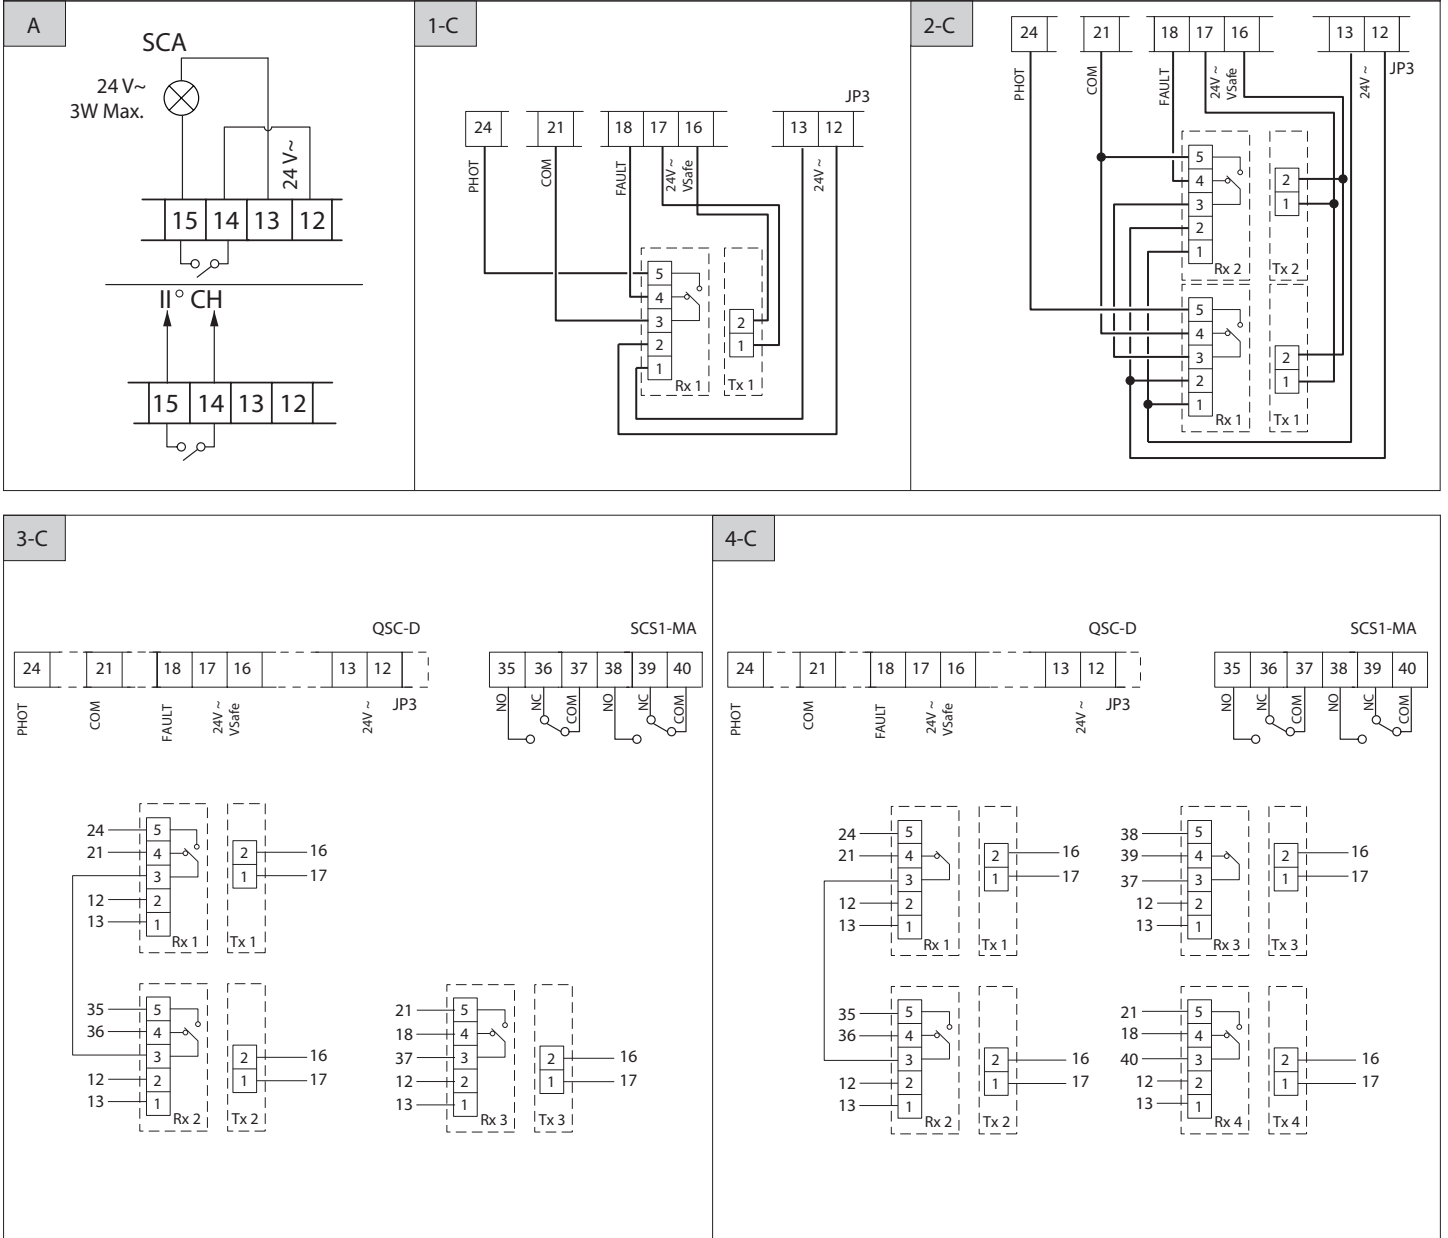 A
SCA
24 V~
3W Max.
24 V~
15 14 13 12
II° CH
15 14 13 12
1-C
JP3
24 21 18 17 16 13 12
PHOT COM FAULT 24V ~ VSafe 24V ~
5
4
3
2
1
Rx 1
2
1
Tx 1
2-C
24 21 18 17 16 13 12
JP3
PHOT COM FAULT 24V ~ VSafe 24V ~
5
4
3
2
1
Rx 2
2
1
Tx 2
5
4
3
2
1
Rx 1
2
1
Tx 1
3-C
QSC-D SCS1-MA
24 21 18 17 16 13 12 35 36 37 38 39 40
JP3
PHOT COM FAULT 24V ~ VSafe 24V ~ NO NC COM NO NC COM
24 5
21 4
3
12 2
13 1
Rx 1
2 16
1 17
Tx 1
35 5
36 4
3
12 2
13 1
Rx 2
2 16
1 17
Tx 2
21 5
18 4
37 3
12 2
13 1
Rx 3
2 16
1 17
Tx 3
4-C
QSC-D SCS1-MA
24 21 18 17 16 13 12 35 36 37 38 39 40
JP3
PHOT COM FAULT 24V ~ VSafe 24V ~ NO NC COM NO NC COM
24 5
21 4
3
12 2
13 1
Rx 1
2 16
1 17
Tx 1
38 5
39 4
37 3
12 2
13 1
Rx 3
2 16
1 17
Tx 3
35 5
36 4
3
12 2
13 1
Rx 2
2 16
1 17
Tx 2
21 5
18 4
40 3
12 2
13 1
Rx 4
2 16
1 17
Tx 4